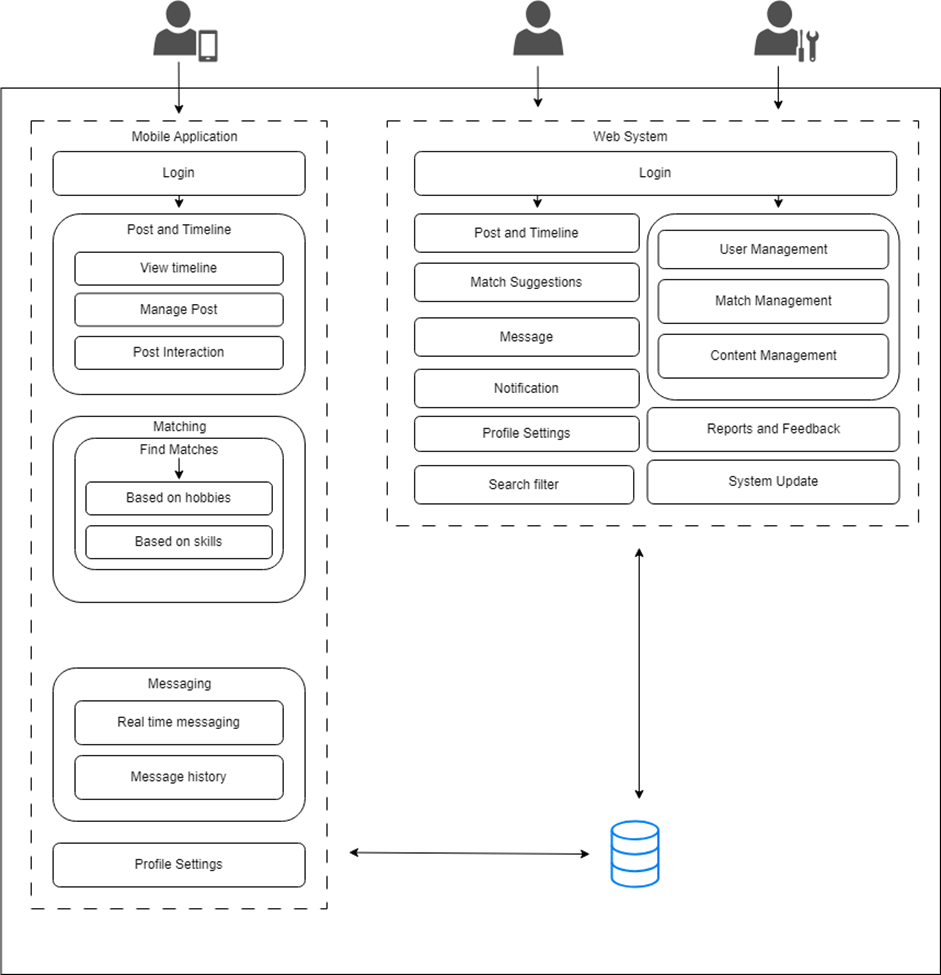 Mobile Application
Login
Post and Timeline
View timeline
Manage Post
Post Interaction
Matching
Find Matches
Based on hobbies
Based on skills
Messaging
Real time messaging
Message history
Profile Settings
Web System
Login
Post and Timeline
Match Suggestions
Message
Notification
Profile Settings
Search filter
User Management
Match Management
Content Management
Reports and Feedback
System Update